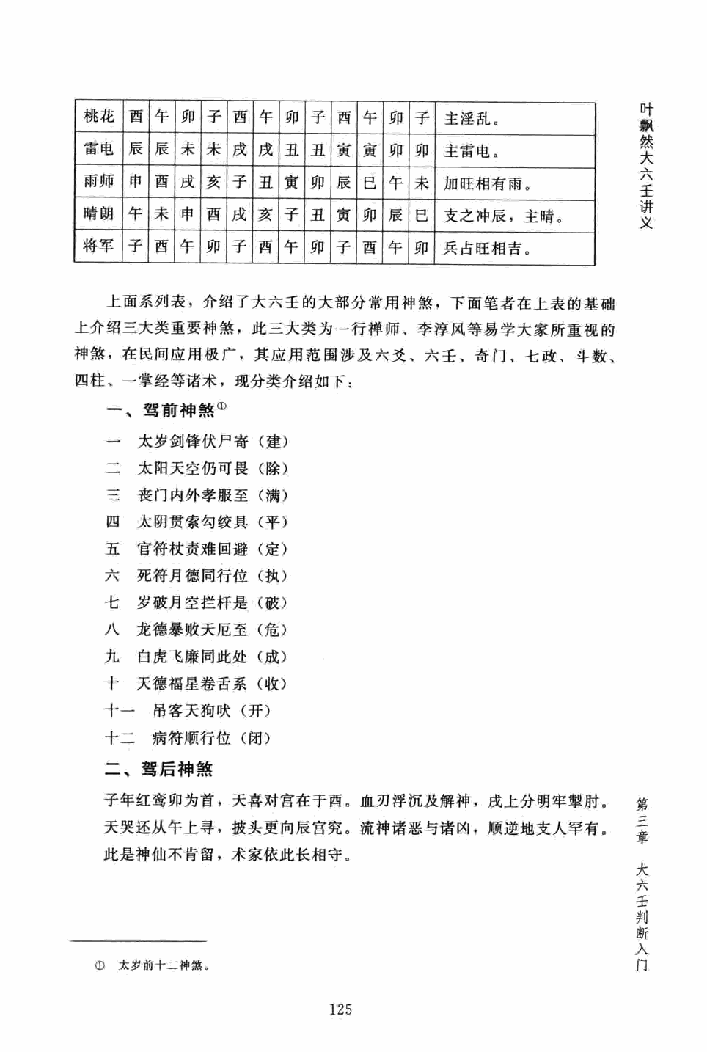 桃花 酉 午 卯 子 酉 午 卯 子 酉 午 卯 子 主淫乱。
雷电 辰 辰 未 未 戌 戌 丑 丑 寅 寅 卯 卯 主雷电。
雨师 申 酉 戌 亥 子 丑 寅 卯 辰 巳 午 未 加旺相有雨。
晴朗 午 未 申 酉 戌 亥 子 丑 寅 卯 辰 巳 支之冲辰，主晴。
将军 子 酉 午 卯 子 酉 午 卯 子 酉 午 卯 兵占旺相吉。
上面系列表，介绍了大六壬的大部分常用神煞，下面笔者在上表的基础
上介绍三大类重要神煞，此三大类为一行禅师、李淳风等易学大家所重视的
神煞，在民间应用极广，其应用范围涉及六爻、六壬、奇门、七政、斗数、
四柱、一掌经等诸术，现分类介绍如下：
一、驾前神煞①
一 太岁剑锋伏尸寄（建）
二 太阳天空仍可畏（除）
三 丧门内外孝服至（满）
四 太阴贯索勾绞具（平）
五 官符杖责难回避（定）
六 死符月德同行位（执）
七 岁破月空拦杆是（破）
八 龙德暴败天厄至（危）
九 白虎飞廉同此处（成）
十 天德福星卷舌系（收）
十一 吊客天狗吠（开）
十二 病符顺行位（闭）
二、驾后神煞
子年红鸾卯为首，天喜对宫在于酉。血刃浮沉及解神，戌上分明牢掣肘。
天哭还从午上寻，披头更向辰宫究。流神诸恶与诸凶，顺逆地支人罕有。
此是神仙不肯留，术家依此长相守。
① 太岁前十二神煞。
125
叶飘然大六壬讲义
第三章 大六壬判断入门